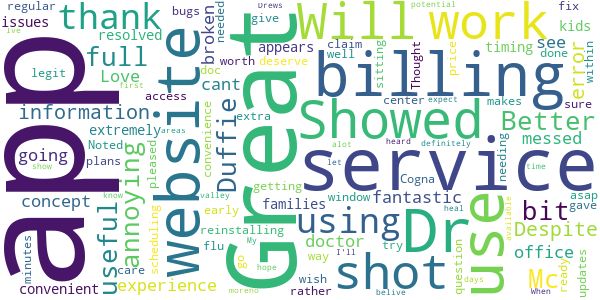 app
Great
service
billing
use
website
Showed
Dr
work
shot
Will
thank
using
full
Duffie
annoying
useful
bit
Mc
Better
error
information
broken
cant
Despite
office
messed
experience
fantastic
concept
going
extremely
Love
doctor
see
issues
resolved
convenient
appears
families
timing
kids
price
fix
regular
bugs
needed
give
legit
access
doc
worth
deserve
claim
well
sitting
Thought
done
within
center
makes
sure
Noted
plans
pleased
convenience
extra
alot
heard
definitely
expect
potential
Drews
Ive
first
areas
let
Cogna
needing
asap
gave
getting
window
early
scheduling
flu
reinstalling
way
try
I'll
heal
question
available
time
show
know
valley
My
minutes
care
moreno
go
hope
wish
rather
belive
days
When
ready
updates